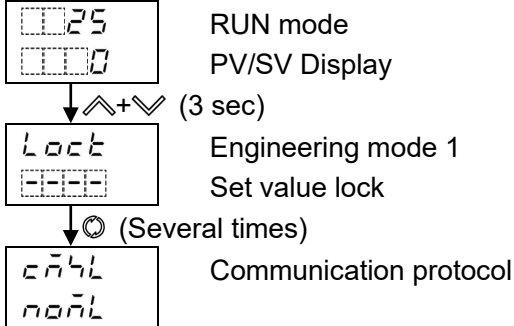 25 RUN mode
0 PV/SV Display
+ (3 sec)
Lock Engineering mode 1
---- Set value lock
(Several times)
cmsL Communication protocol
nomL